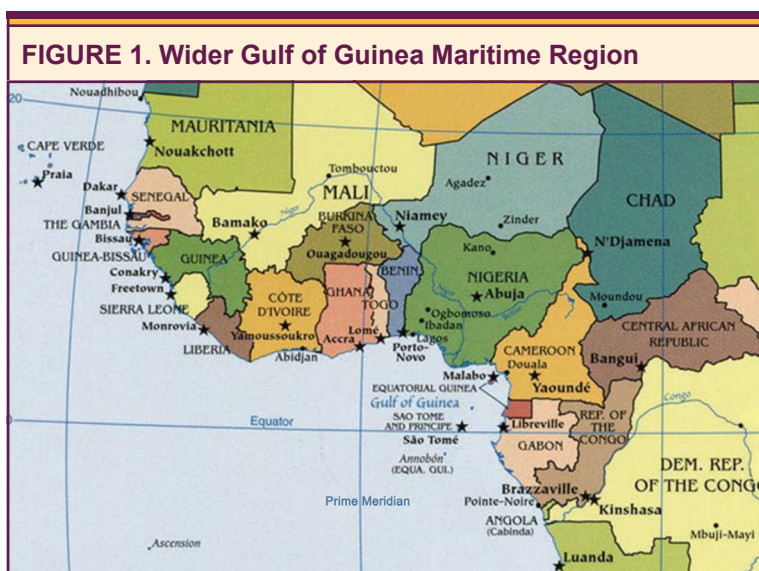 FIGURE 1. Wider Gulf of Guinea Maritime Region
Nouadhibou
20
MAURITANIA
Nouakchott
CAPE VERDE
Praia
NIGER
Tombouctou
Agadez
CHAD
Dakar
SENEGAL
MALI
Banjul
THE GAMBIA
Niger
BURKINA
FASO
Niamey
Zinder
Bissau
Bamako
GUINEA-BISSAU
Ouagadougou
Kano
N'Djamena
GUINEA
BENIN
NIGERIA
Conakry
Freetown
GHANA
TOGO
Abuja
Moundou
SIERRA LEONE
CÔTE
D'IVOIRE
Ogbomoso
Ibadan
CENTRAL AFRICAN
REPUBLIC
Monrovia
Yamoussoukro
Lomé
Lagos
LIBERIA
Abidjan
Accra
Porto-
Novo
CAMEROON
Douala
Bangui
Malabo
Yaoundé
EQUATORIAL GUINEA
Gulf of Guinea
Congo
0
Equator
SAO TOME
AND PRINCIPE
São Tomé
Libreville
REP. OF
THE
CONGO
GABON
Annobón
(EQUA. GUI.)
DEM. REP.
OF THE CONGO
Prime Meridian
Brazzaville
Pointe-Noire
Kinshasa
ANGOLA
(Cabinda)
Mbuji-Mayi
Ascension
Luanda